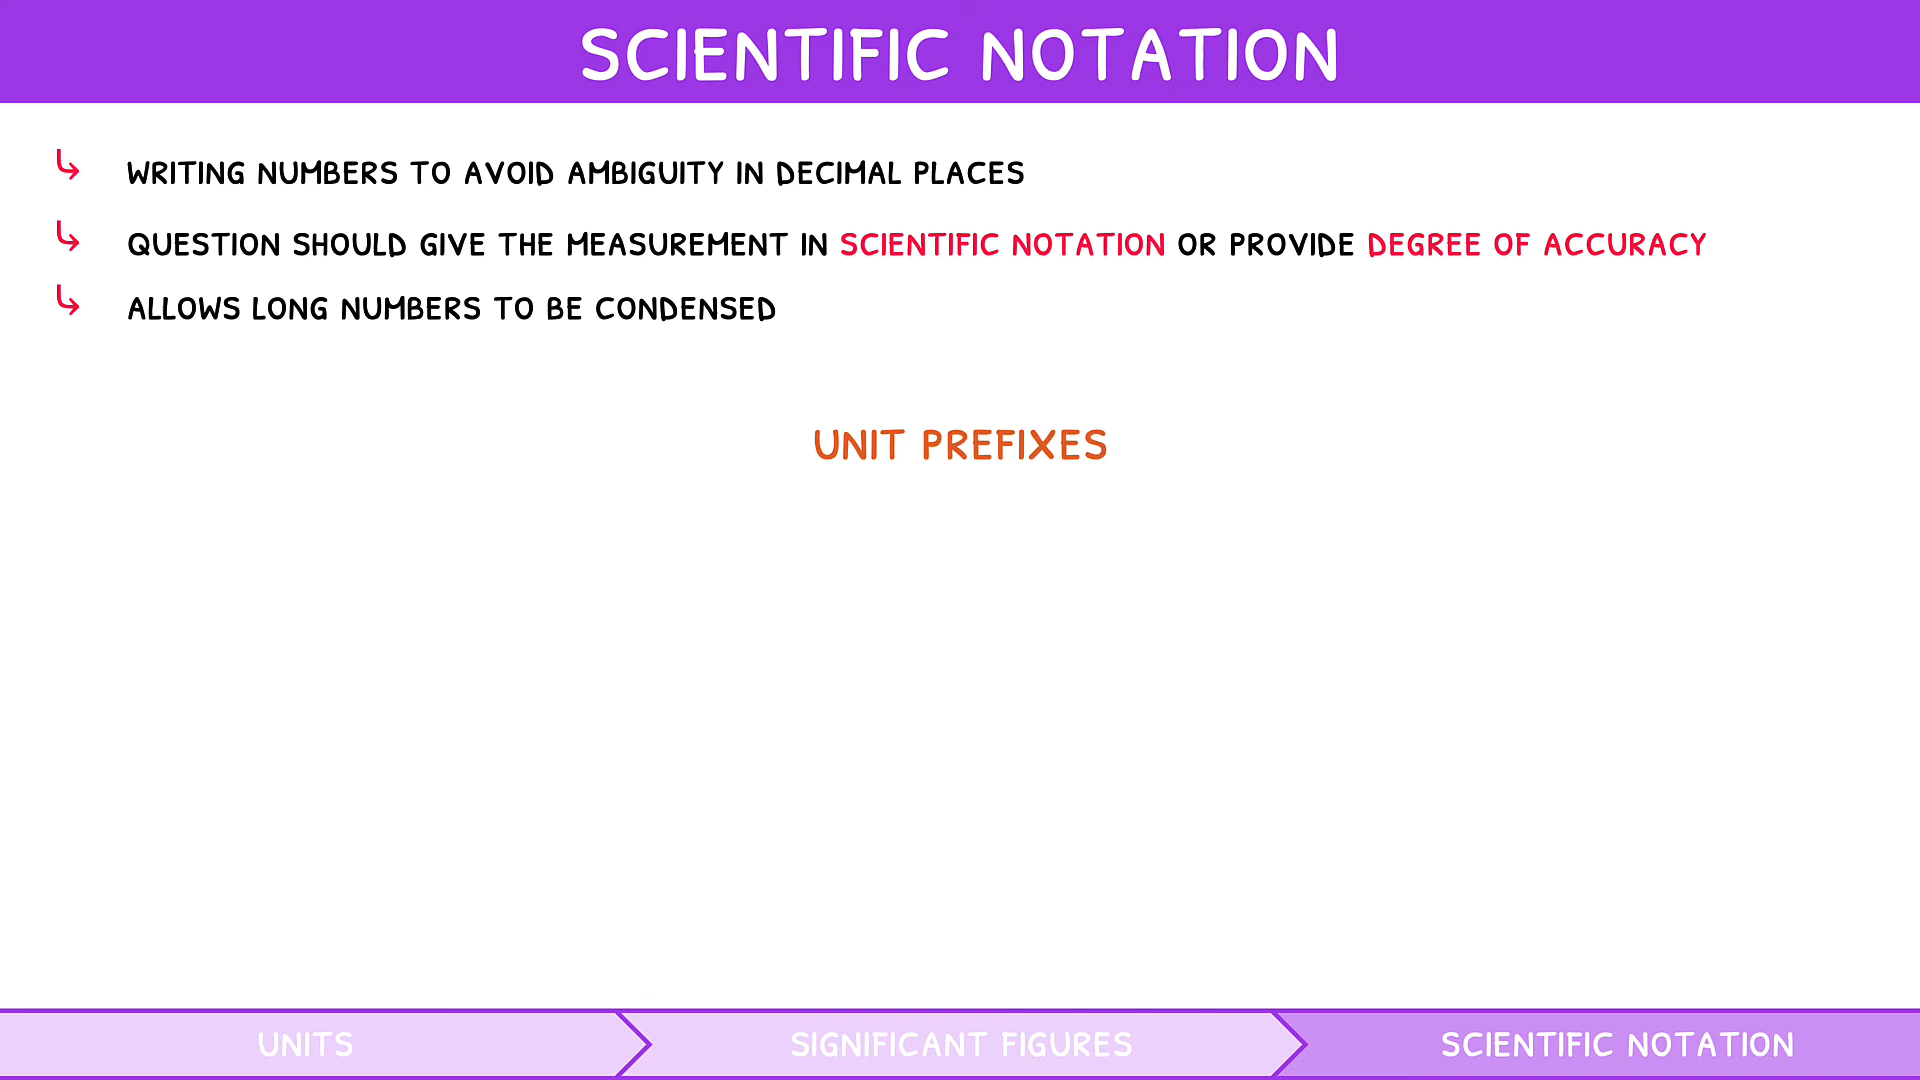 SCIENTIFIC NOTATION
WRITING NUMBERS TO AVOID AMBIGUITY IN DECIMAL PLACES
QUESTION SHOULD GIVE THE MEASUREMENT IN SCIENTIFIC NOTATION OR PROVIDE DEGREE OF ACCURACY
ALLOWS LONG NUMBERS TO BE CONDENSED
UNIT PREFIXES
UNITS
SIGNIFICANT FIGURES
SCIENTIFIC NOTATION